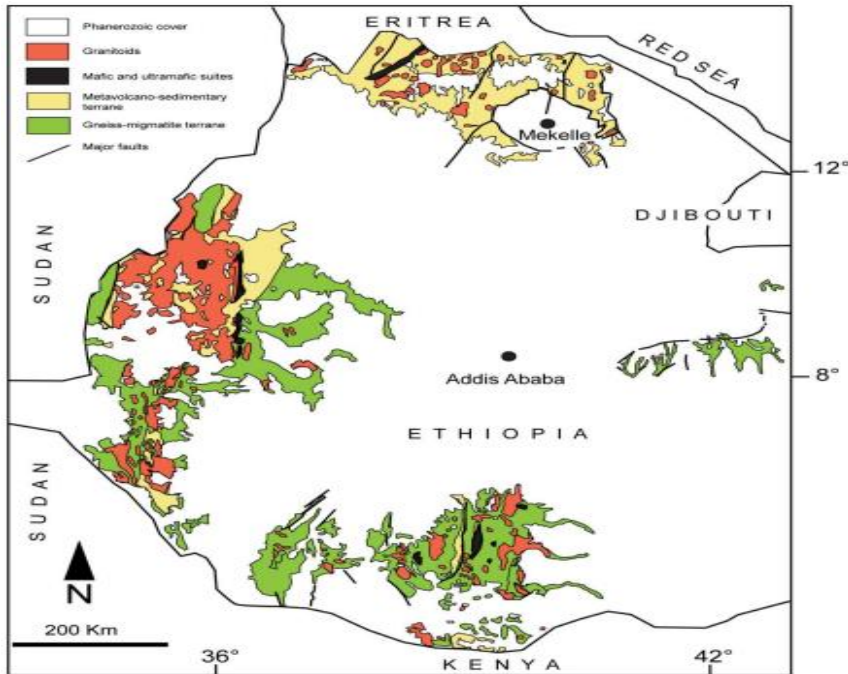 ERITREA
RED SEA
Phanerozoic cover
Granitoids
Mafic and ultramafic suites
Metavolcano-sedimentary
terrane
Gneiss-migmatite terrane
Major faults
Mekelle
12°
DJIBOUTI
SUDAN
Addis Ababa
8°
ETHIOPIA
SUDAN
N
200 Km
36°
KENYA
42°